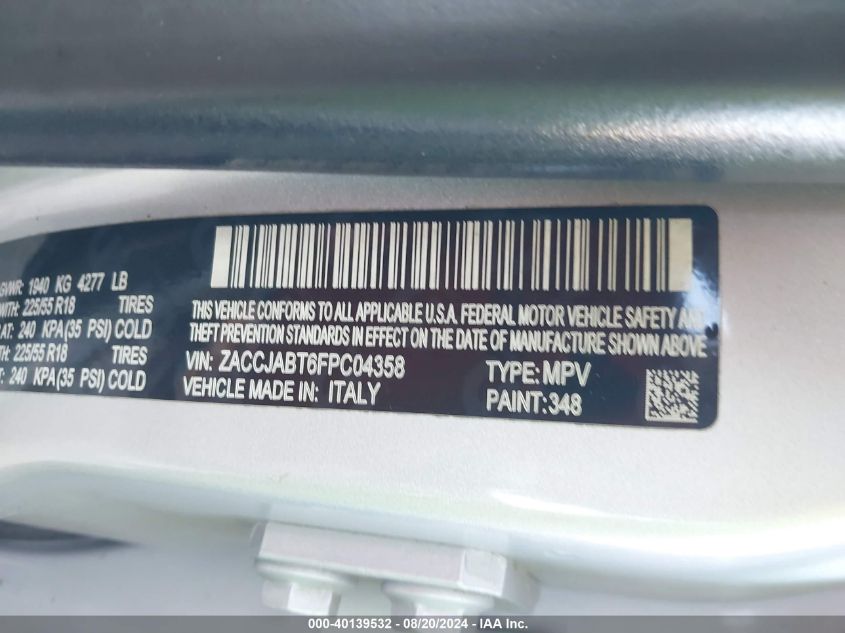 GVWR: 1940 KG 4277 LB
WITH: 225/55 R18 TIRES
AT: 240 KPA(35 PSI) COLD
TH: 225/55 R18 TIRES
T: 240 KPA(35 PSI) COLD
THIS VEHICLE CONFORMS TO ALL APPLICABLE U.S.A. FEDERAL MOTOR VEHICLE SAFETY AND
THEFT PREVENTION STANDARDS IN EFFECT ON THE DATE OF MANUFACTURE SHOWN ABOVE
VIN: ZACCJABT6FPC04358 TYPE: MPV
VEHICLE MADE IN: ITALY PAINT: 348
000-40139532 - 08/20/2024 - IAA Inc.